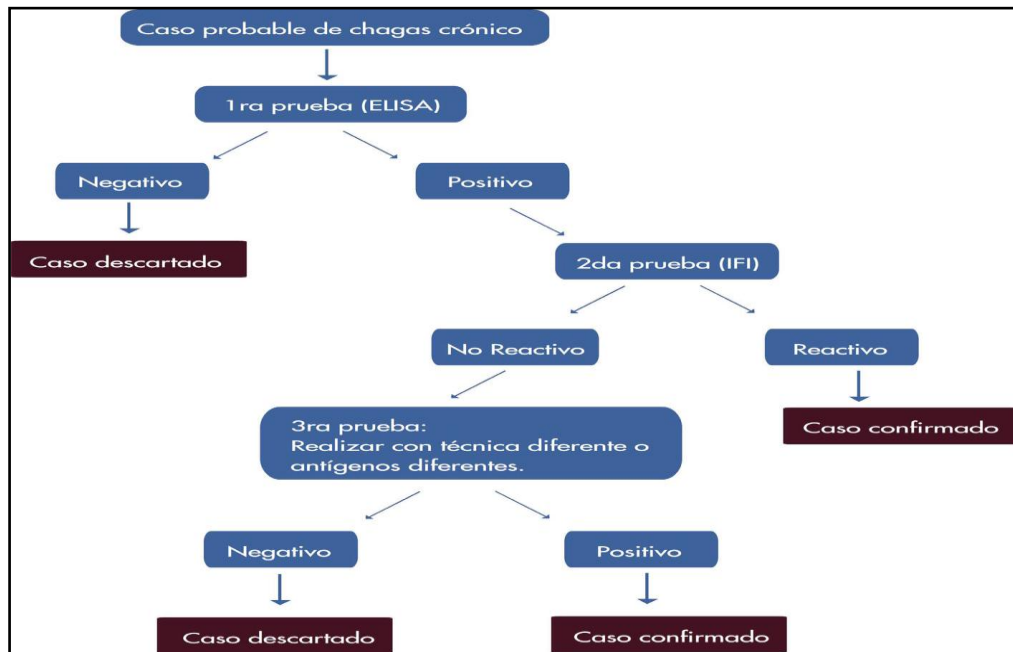 Caso probable de chagas crónico
1ra prueba (ELISA)
Negativo
Positivo
Caso descartado
2da prueba (IFI)
No Reactivo
Reactivo
3ra prueba:
Realizar con técnica diferente o
antígenos diferentes.
Caso confirmado
Negativo
Positivo
Caso descartado
Caso confirmado